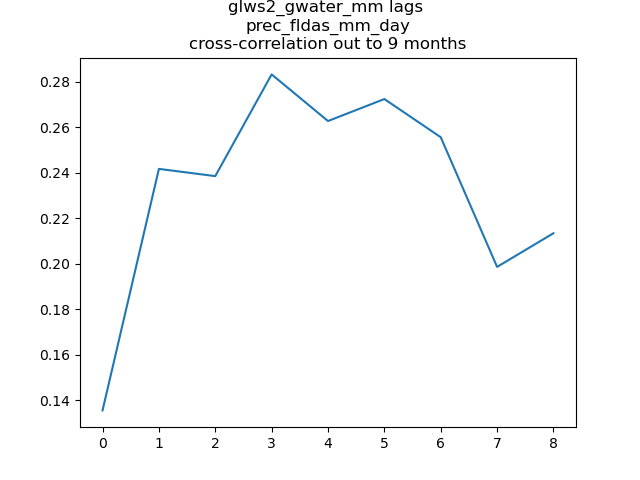 glws2_gwater_mm lags
prec_fldas_mm_day
cross-correlation out to 9 months
0.28
0.26
0.24
0.22
0.20
0.18
0.16
0.14
0 1 2 3 4 5 6 7 8